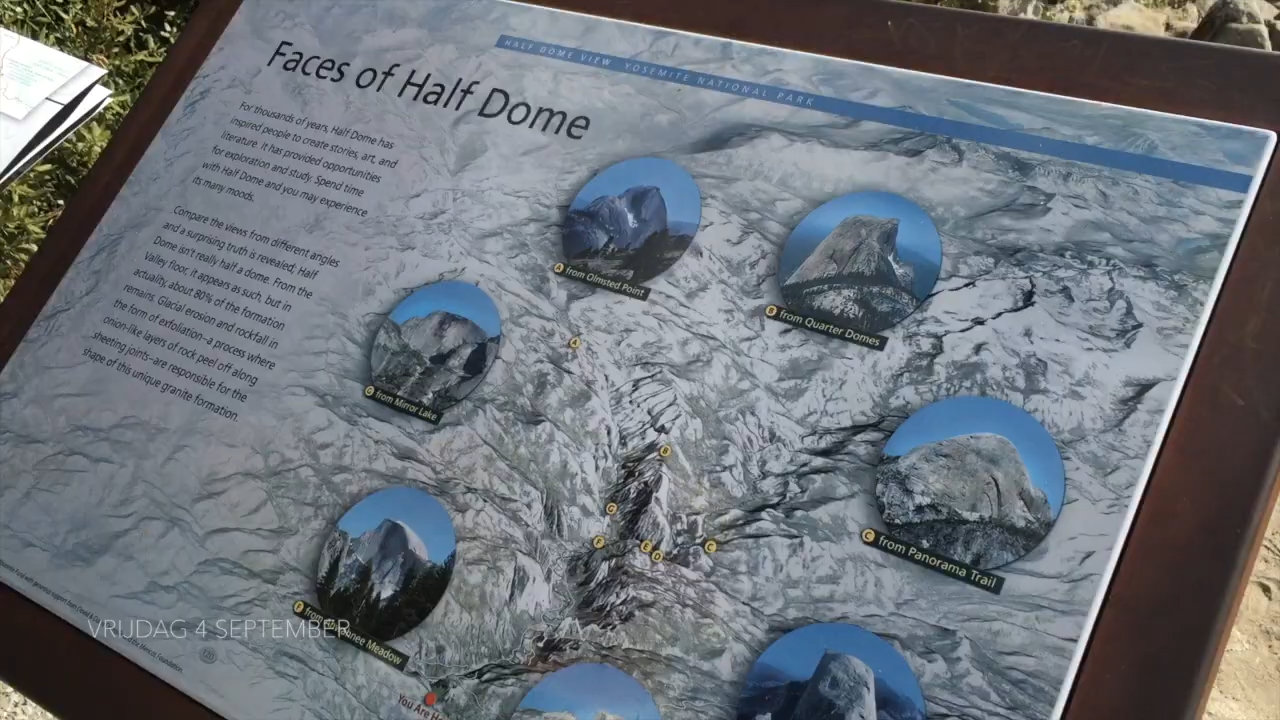 HALF DOME VIEW YOSEMITE NATIONAL PARK
Faces of Half Dome
For thousands of years, Half Dome has
inspired people to create stories, art, and
literature. It has provided opportunities
for exploration and study. Spend time
with Half Dome and you may experience
its many moods.
Compare the views from different angles
and a surprising truth is revealed; Half
Dome isn't really half a dome. From the
Valley floor, it appears as such, but in
actuality, about 80% of the formation
remains. Glacial erosion and rockfall in
the form of exfoliation–a process where
onion-like layers of rock peel off along
sheeting joints–are responsible for the
shape of this unique granite formation.
A from Olmsted Point
B from Quarter Domes
G from Mirror Lake
A
B
C from Panorama Trail
G
F
E
D
C
F from Meadow
VRIJDAG 4 SEPTEMBER
You Are